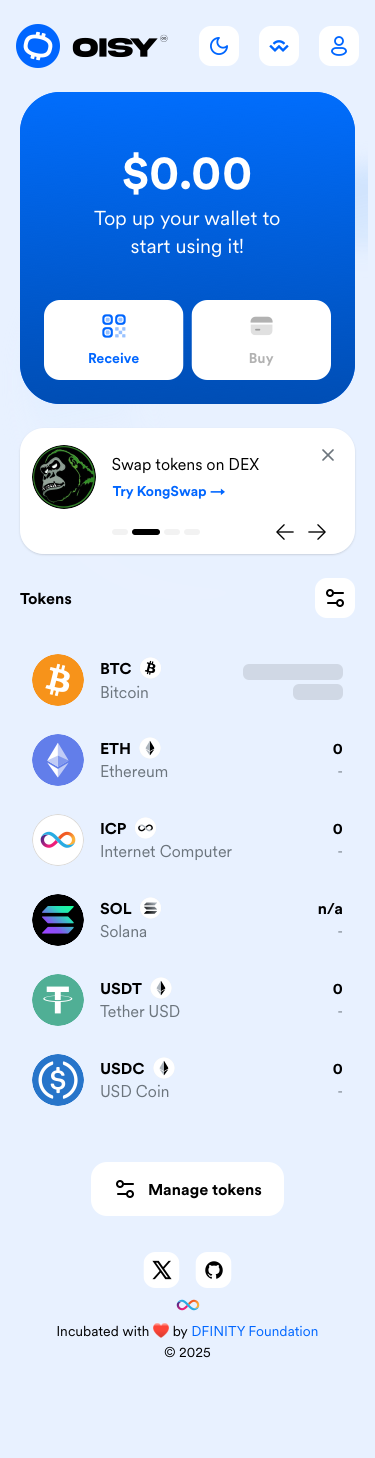 OISY
$0.00
Top up your wallet to
start using it!
Receive
Buy
Swap tokens on DEX
Try KongSwap →
Tokens
BTC
Bitcoin
ETH
0
Ethereum
-
ICP
0
Internet Computer
-
SOL
n/a
Solana
-
USDT
0
Tether USD
-
USDC
0
USD Coin
-
Manage tokens
Incubated with ❤️ by DFINITY Foundation
© 2025